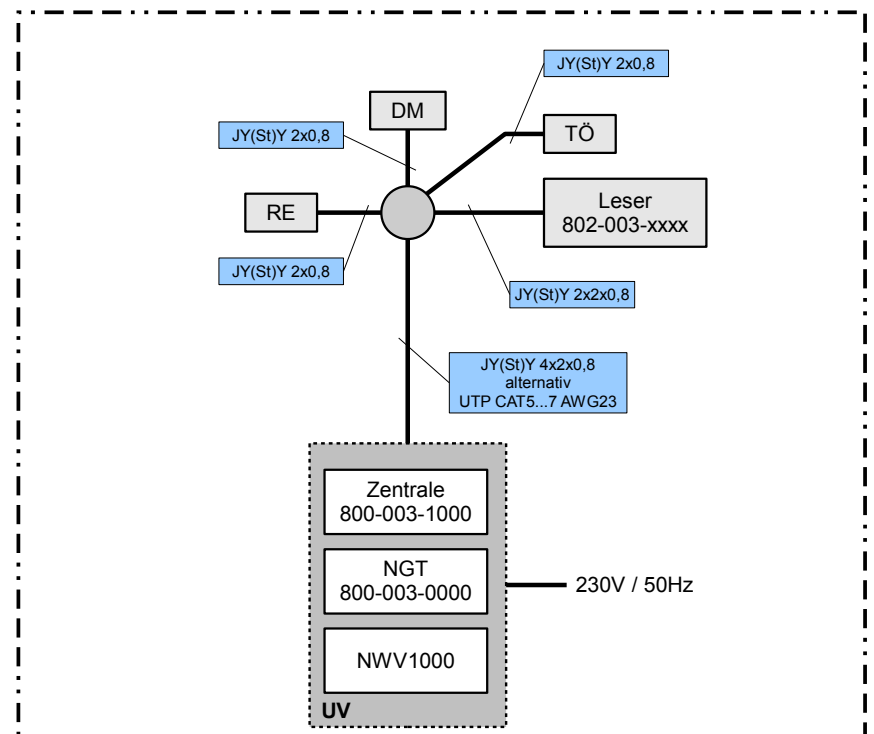 JY(St)Y 2x0,8
DM
JY(St)Y 2x0,8
TÖ
RE
Leser
802-003-xxxx
JY(St)Y 2x0,8
JY(St)Y 2x2x0,8
JY(St)Y 4x2x0,8
alternativ
UTP CAT5...7 AWG23
Zentrale
800-003-1000
NGT
800-003-0000
230V / 50Hz
NWV1000
UV